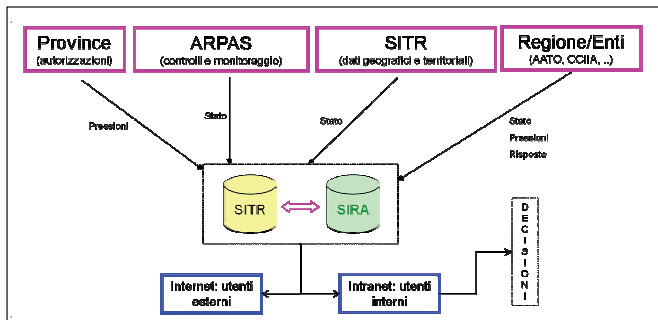 Province
(autorizzazioni)
ARPAS
(controlli e monitoraggio)
SITR
(dati geografici e territoriali)
Regione/Enti
(AATO, CCIIA, ..)
Pressioni
Stato
Stato
Stato
Pressioni
Risposte
SITR
SIRA
Internet: utenti
esterni
Intranet: utenti
interni
D
E
C
I
S
I
O
N
I